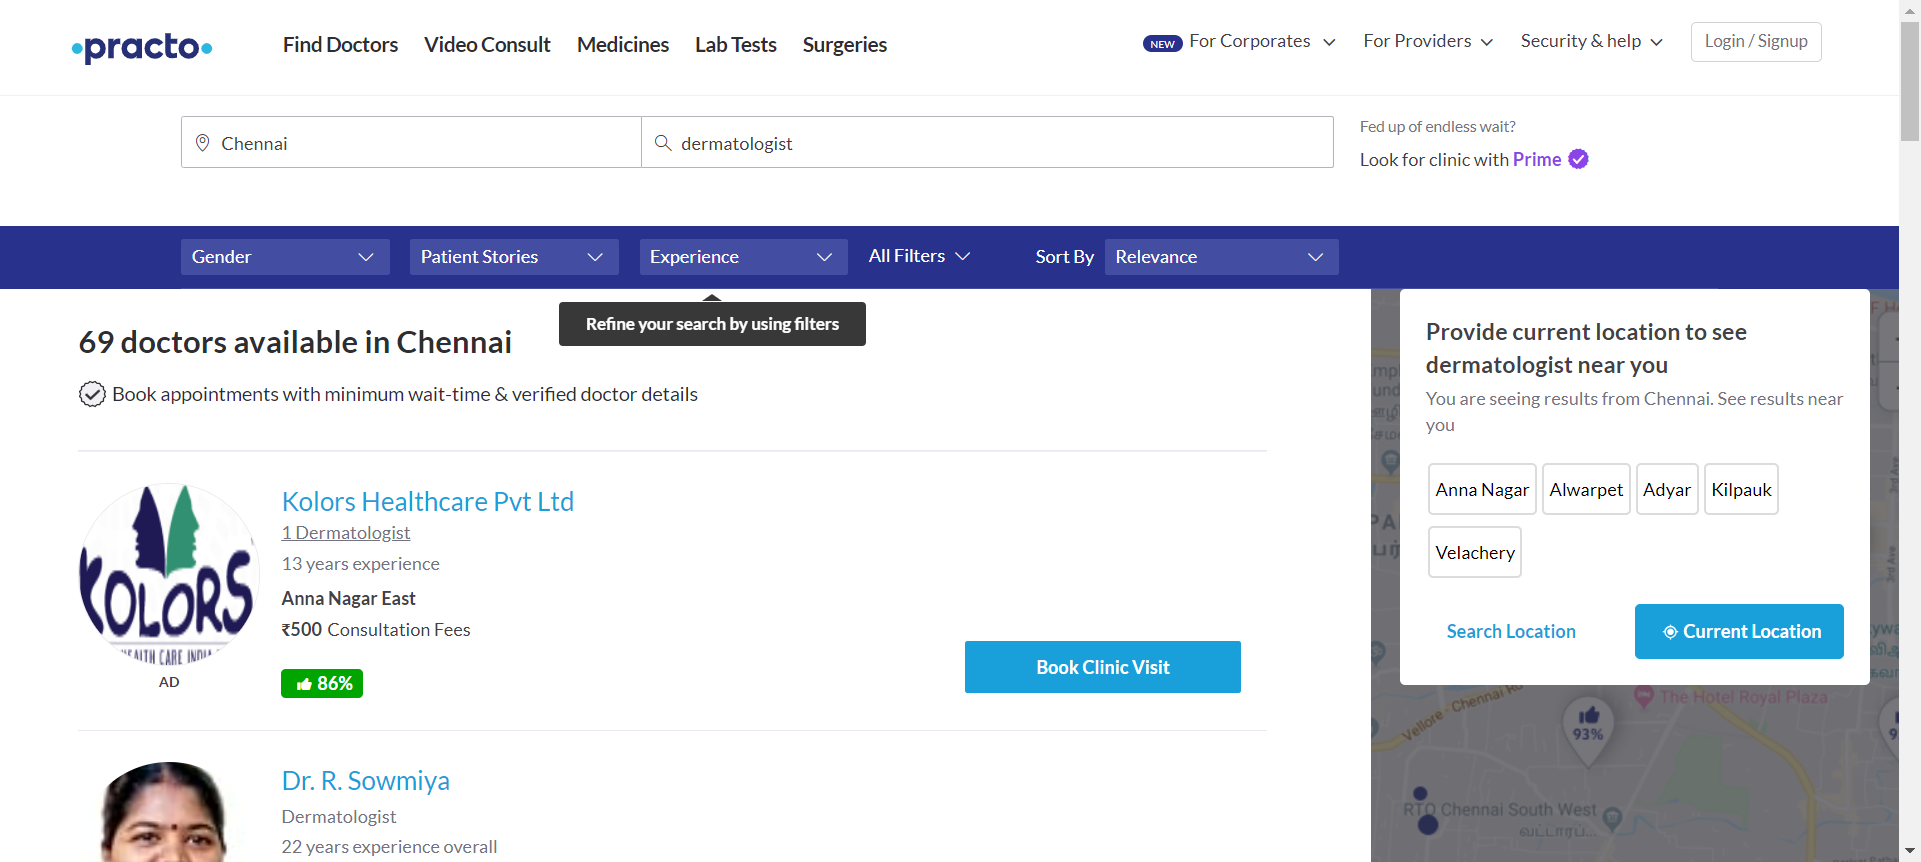 practo
Find Doctors
Video Consult
Medicines
Lab Tests
Surgeries
NEW For Corporates
For Providers
Security & help
Login / Signup
Chennai
dermatologist
Fed up of endless wait?
Look for clinic with Prime
Gender
Patient Stories
Experience
All Filters
Sort By
Relevance
Refine your search by using filters
69 doctors available in Chennai
Book appointments with minimum wait-time & verified doctor details
KOLORS
Kolors Healthcare Pvt Ltd
1 Dermatologist
13 years experience
Anna Nagar East
₹500 Consultation Fees
AD
86%
Book Clinic Visit
Dr. R. Sowmiya
Dermatologist
22 years experience overall
Provide current location to see
dermatologist near you
You are seeing results from Chennai. See results near
you
Anna Nagar
Alwarpet
Adyar
Kilpauk
Velachery
Search Location
Current Location
The Hotel Royal Plaza
Vellore - Chennai
93%
RTO Chennai South West
3rd Ave